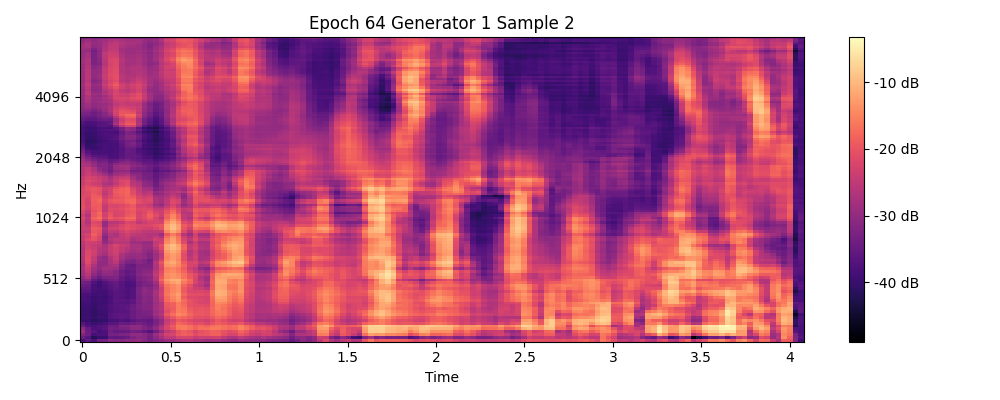 Epoch 64 Generator 1 Sample 2
Hz
4096
2048
1024
512
0
0 0.5 1 1.5 2 2.5 3 3.5 4
Time
-10 dB
-20 dB
-30 dB
-40 dB